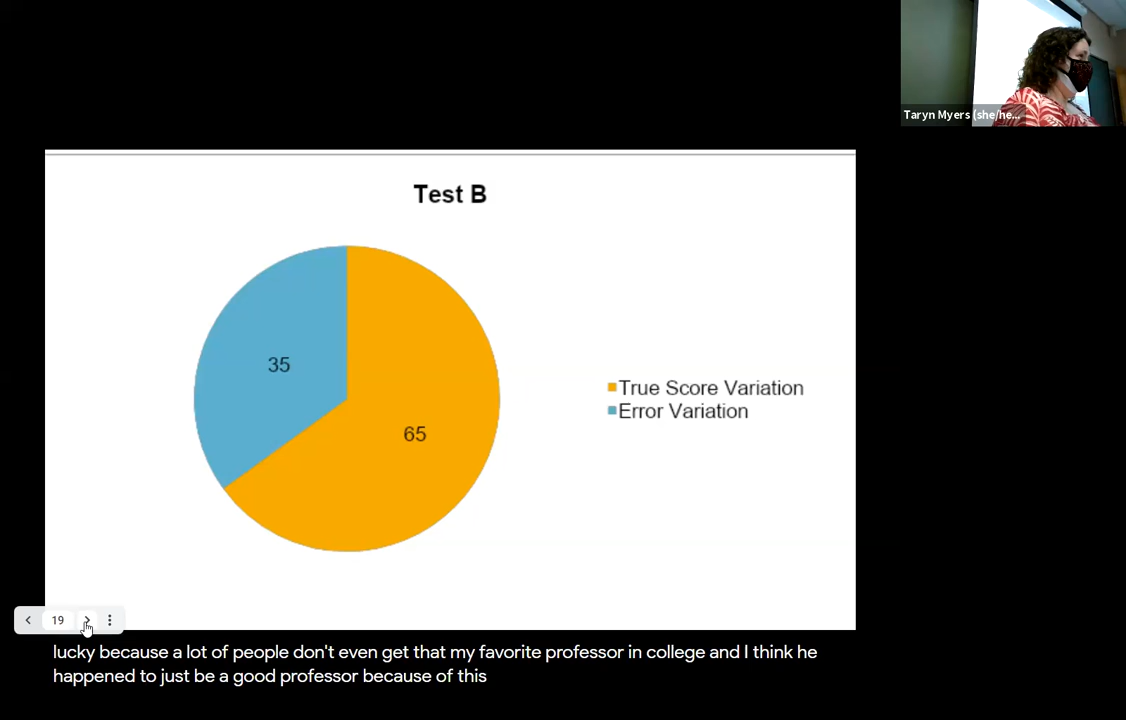 Taryn Myers (she/he...
Test B
35
65
True Score Variation
Error Variation
19
lucky because a lot of people don't even get that my favorite professor in college and I think he
happened to just be a good professor because of this